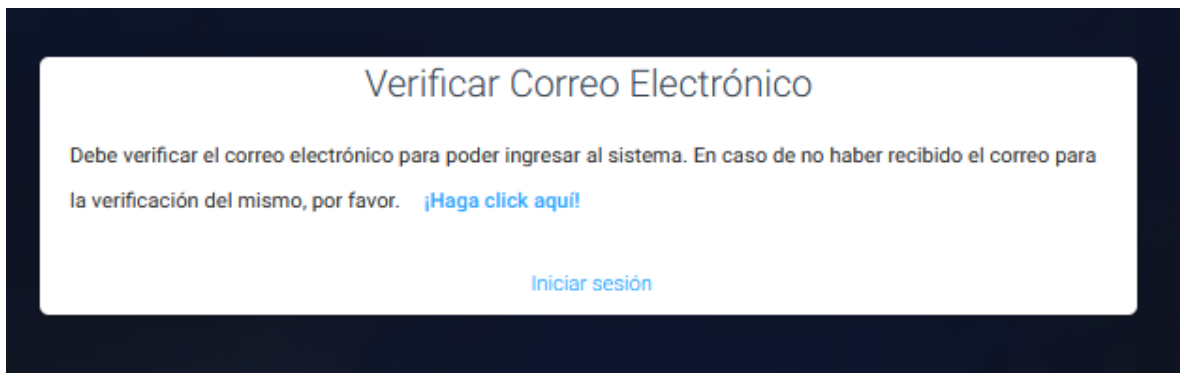 Verificar Correo Electrónico
Debe verificar el correo electrónico para poder ingresar al sistema. En caso de no haber recibido el correo para
la verificación del mismo, por favor. ¡Haga click aquí!
Iniciar sesión